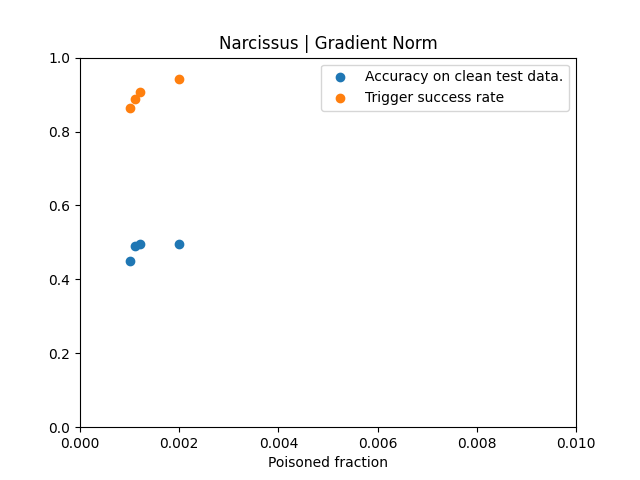 Narcissus | Gradient Norm
1.0
Accuracy on clean test data.
Trigger success rate
0.8
0.6
0.4
0.2
0.0
0.000 0.002 0.004 0.006 0.008 0.010
Poisoned fraction